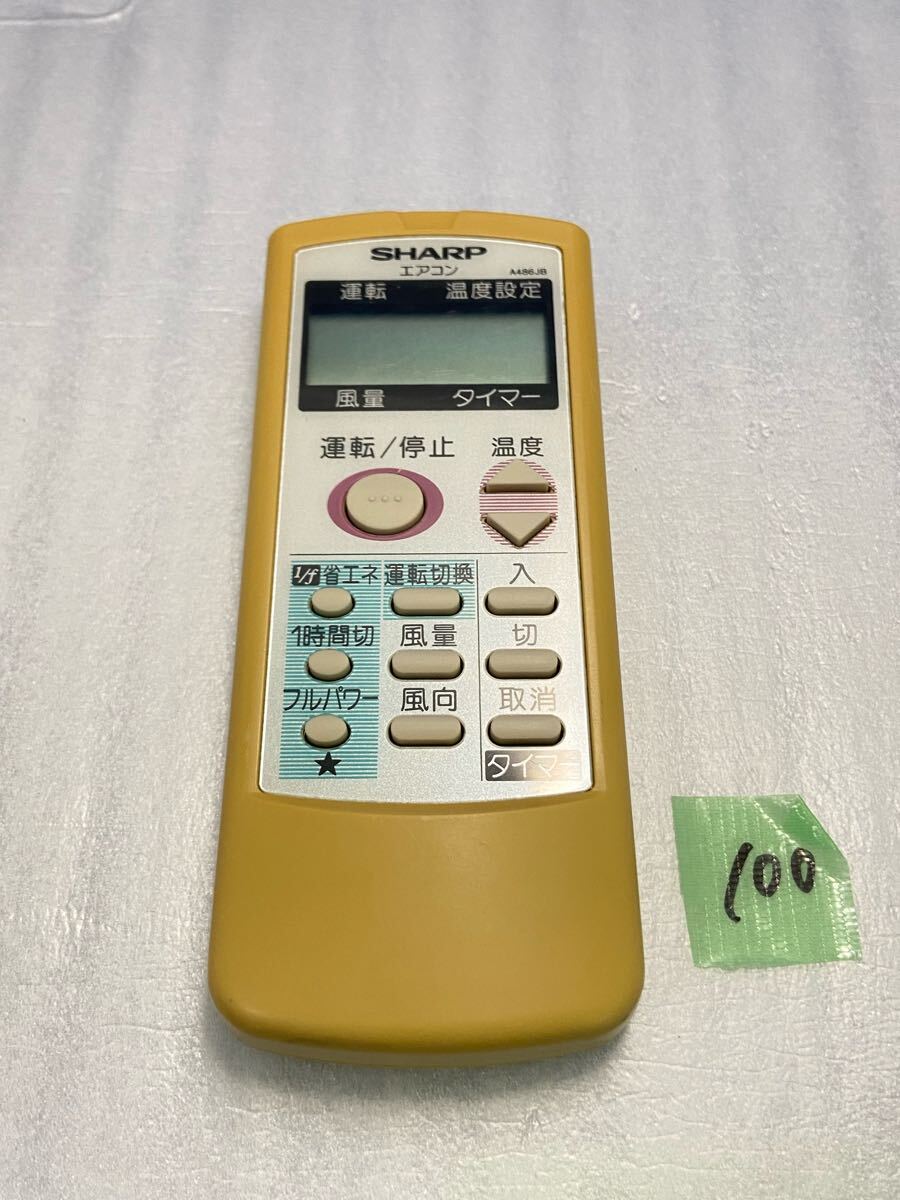 SHARP
エアコン A486JB
運転 温度設定
風量 タイマー
運転/停止 温度
1/f 省エネ 運転切換 入
1時間切 風量 切
フルパワー 風向 取消
★ タイマー
100